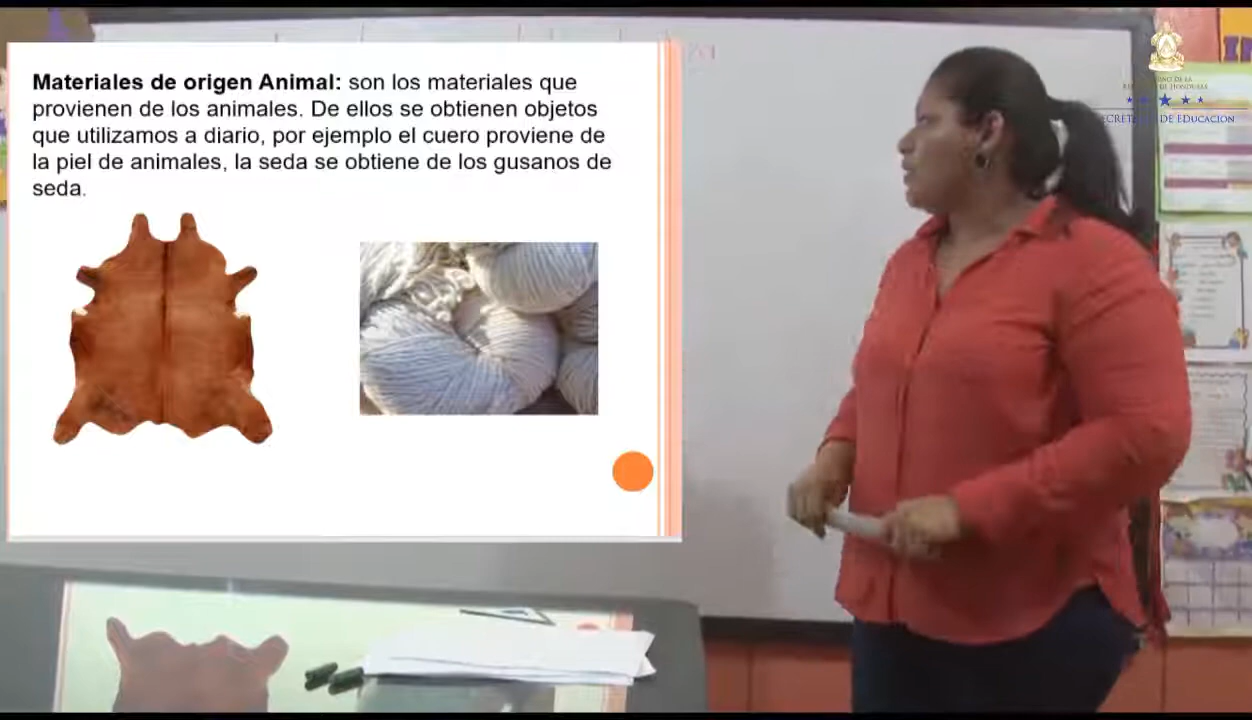 Materiales de origen Animal: son los materiales que
provienen de los animales. De ellos se obtienen objetos
que utilizamos a diario, por ejemplo el cuero proviene de
la piel de animales, la seda se obtiene de los gusanos de
seda.
DE EDUCACION